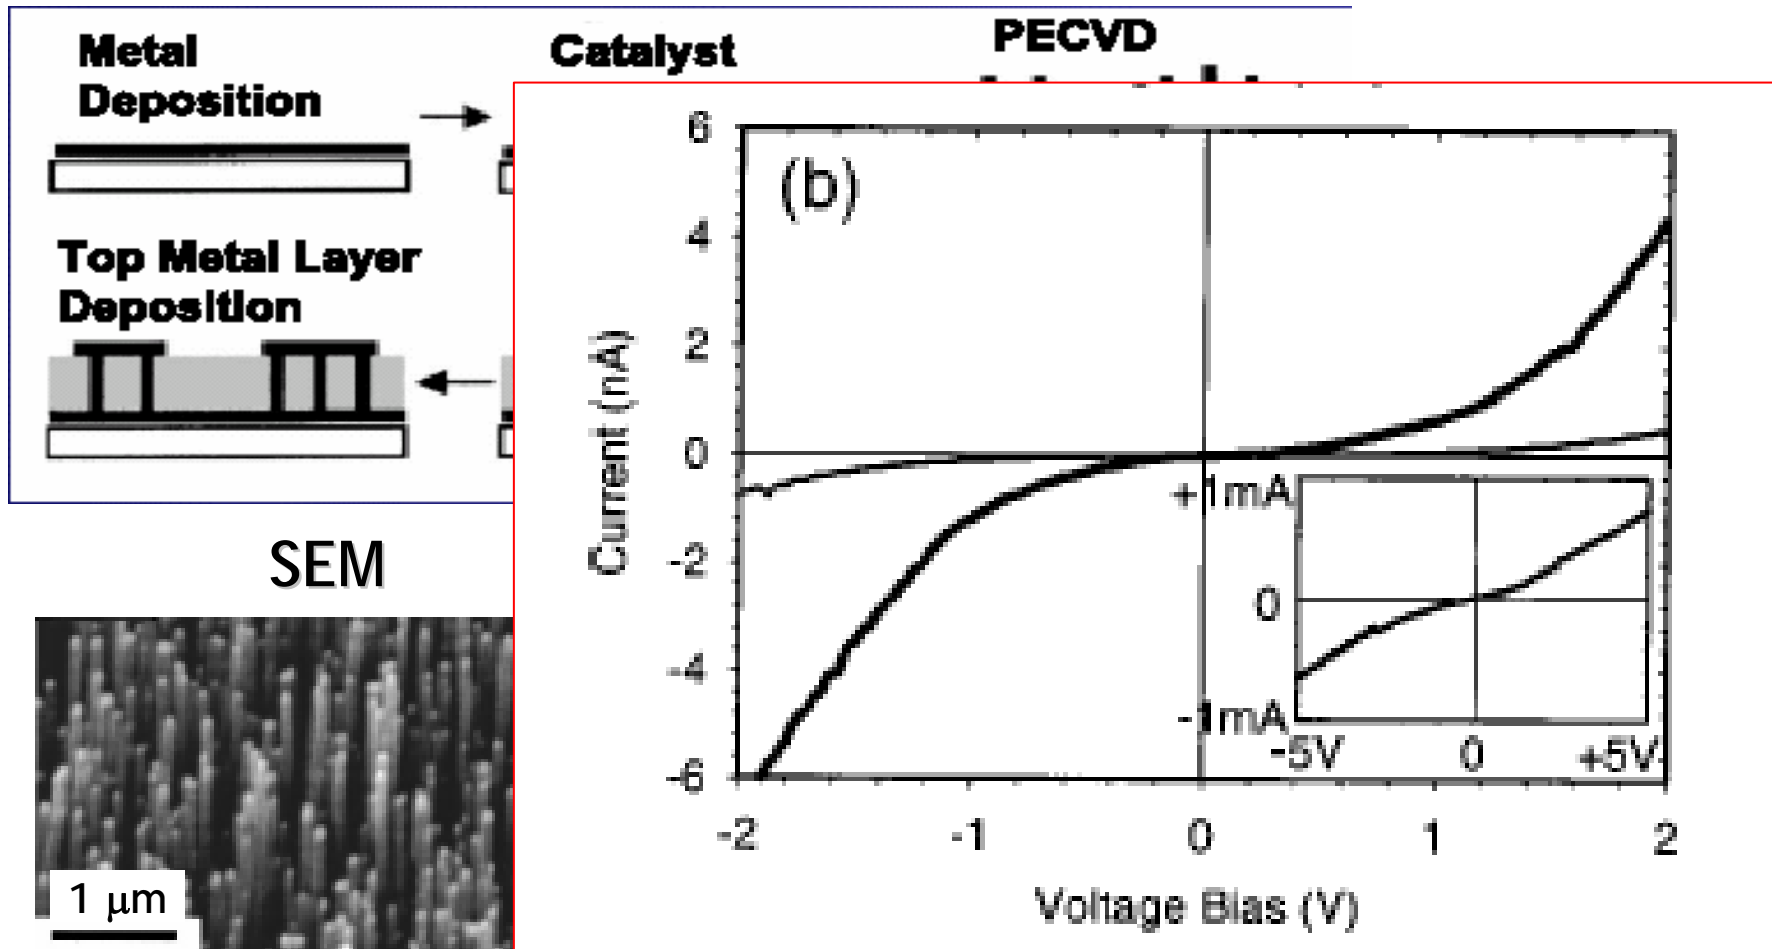 Metal
Deposition
Catalyst
PECVD
Top Metal Layer
Deposition
SEM
1 μm
(b)
6
4
2
0
-2
-4
-6
Current (nA)
-2
-1
0
1
2
Voltage Bias (V)
+1mA
0
-1mA
-5V
0
+5V